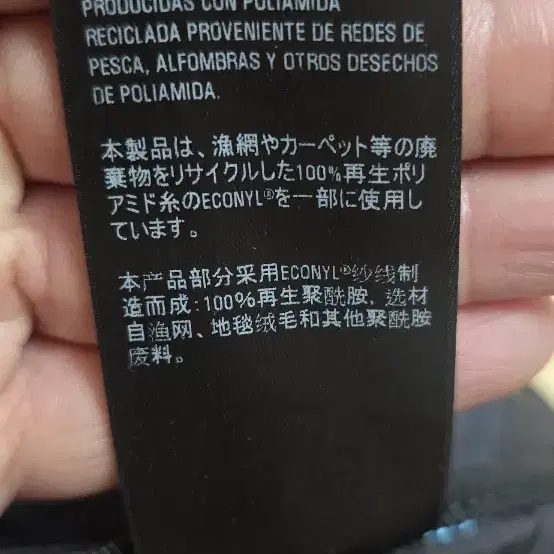 PRODUCIDAS CON POLIAMIDA
RECICLADA PROVENIENTE DE REDES DE
PESCA, ALFOMBRAS Y OTROS DESECHOS
DE POLIAMIDA.
本製品は、漁網やカーペット等の廃
棄物をリサイクルした100%再生ポリ
アミド糸のECONYL®を一部に使用し
ています。
本产品部分采用ECONYL®纱线制
造而成:100%再生聚酰胺, 选材
自渔网、地毯绒毛和其他聚酰胺
废料。